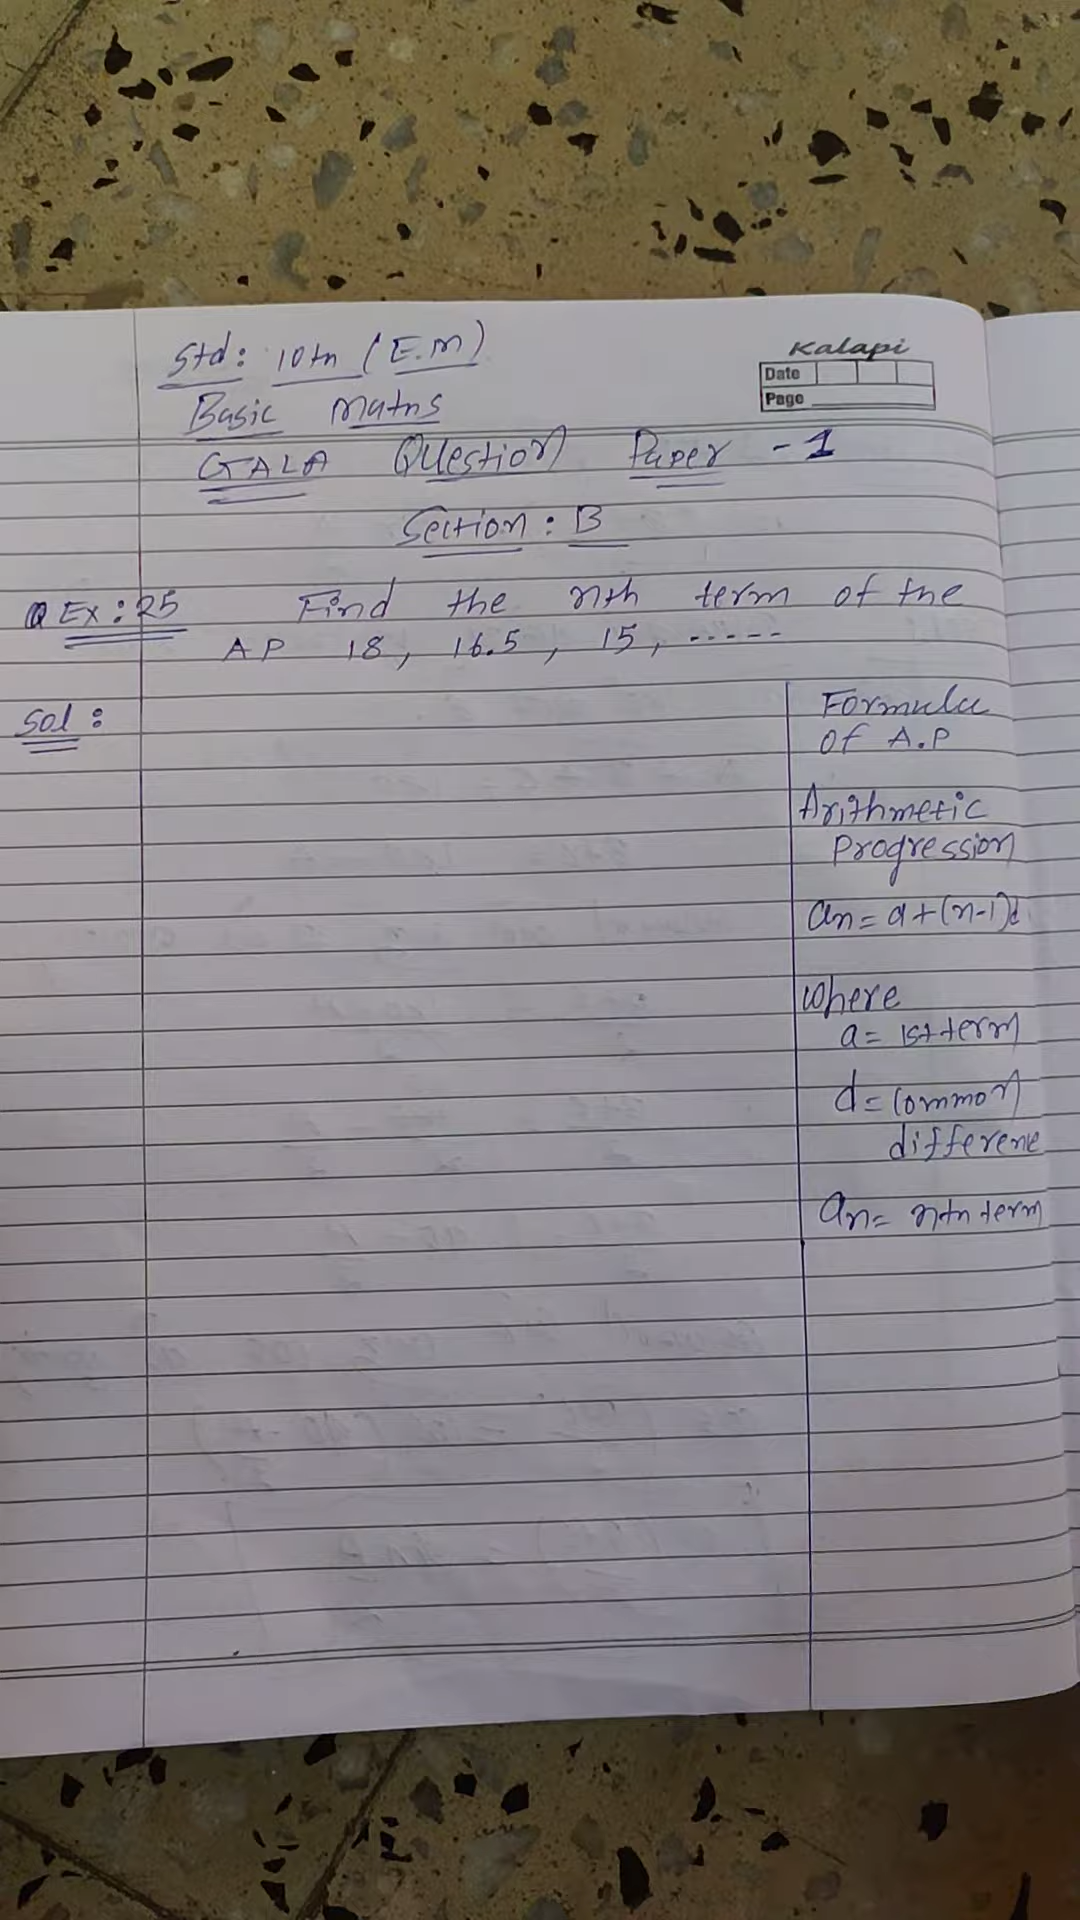 Std: 10th (E.M)
Kalapi
Date
Page
Basic Maths
GALA Question Paper - 1
Section: B
Q Ex: 25 Find the nth term of the
AP 18, 16.5, 15, -----
Sol:
Formula
of A.P
Arithmetic
Progression
an = a + (n-1)d
where
a = 1st term
d = Common
differene
an = nth term